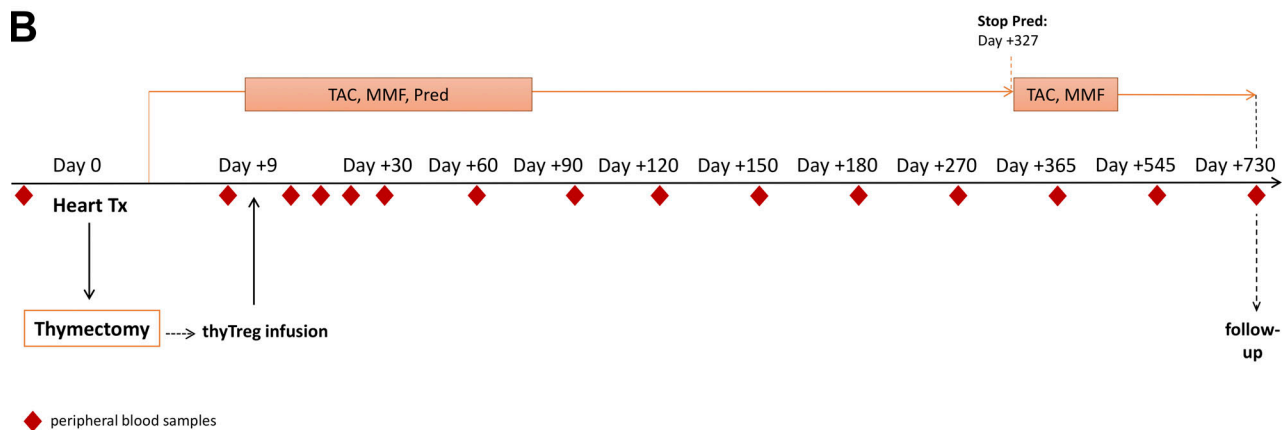 B
Stop Pred:
Day +327
TAC, MMF, Pred
TAC, MMF
Day 0
Day +9
Day +30
Day +60
Day +90
Day +120
Day +150
Day +180
Day +270
Day +365
Day +545
Day +730
Heart Tx
Thymectomy
thyTreg infusion
follow-
up
peripheral blood samples